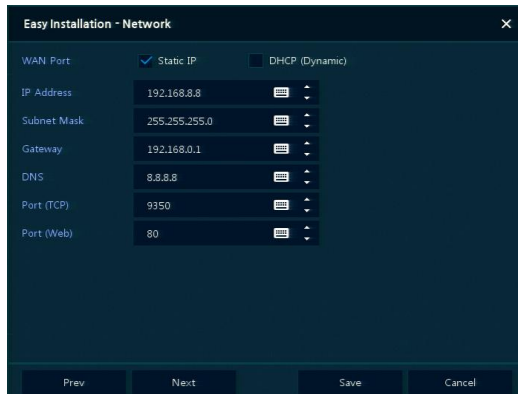 Easy Installation - Network
WAN Port Static IP DHCP (Dynamic)
IP Address 192.168.8.8
Subnet Mask 255.255.255.0
Gateway 192.168.0.1
DNS 8.8.8.8
Port (TCP) 9350
Port (Web) 80
Prev Next Save Cancel